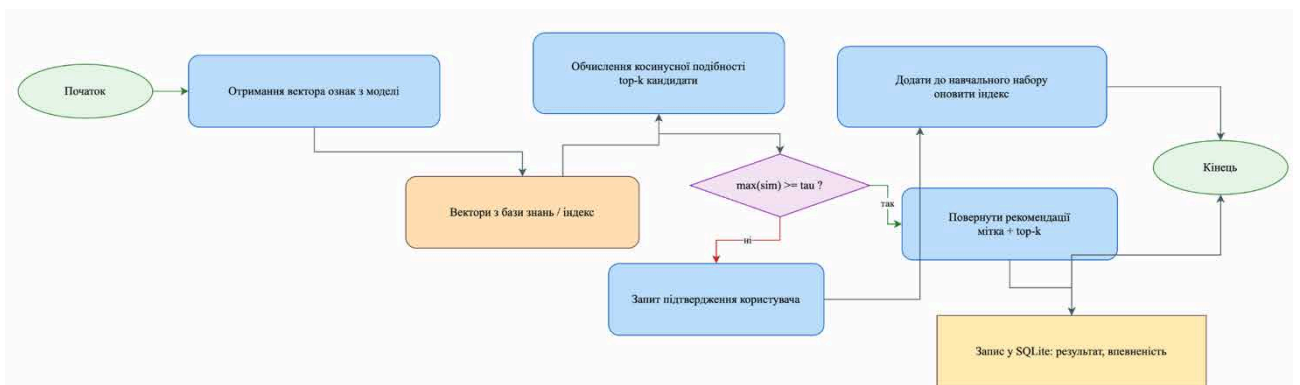 Початок
Отримання вектора ознак з моделі
Вектори з бази знань / індекс
Обчислення косинусної подібності
top-k кандидати
max(sim) >= tau ?
так
ні
Запит підтвердження користувача
Додати до навчального набору
оновити індекс
Повернути рекомендації
мітка + top-k
Запис у SQLite: результат, впевненість
Кінець